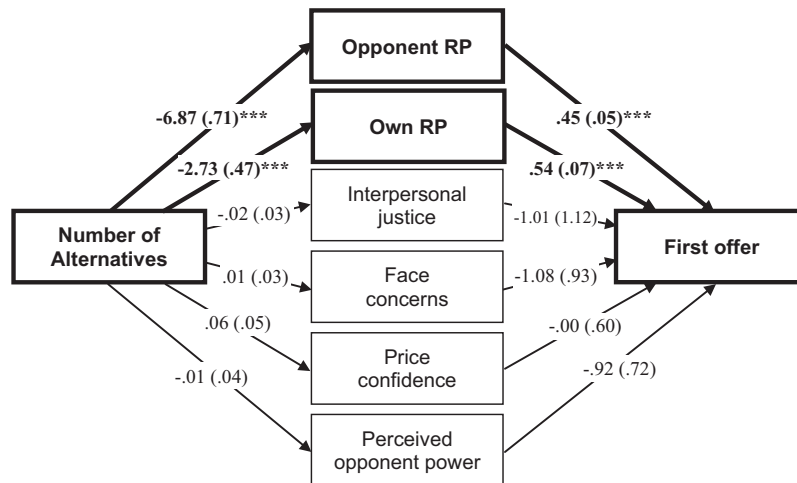 Opponent RP
-6.87 (.71)***
.45 (.05)***
Own RP
-2.73 (.47)***
.54 (.07)***
Interpersonal
justice
-.02 (.03)
-1.01 (1.12)
Number of
Alternatives
First offer
.01 (.03)
Face
concerns
-1.08 (.93)
.06 (.05)
Price
confidence
-.00 (.60)
-.01 (.04)
-.92 (.72)
Perceived
opponent power